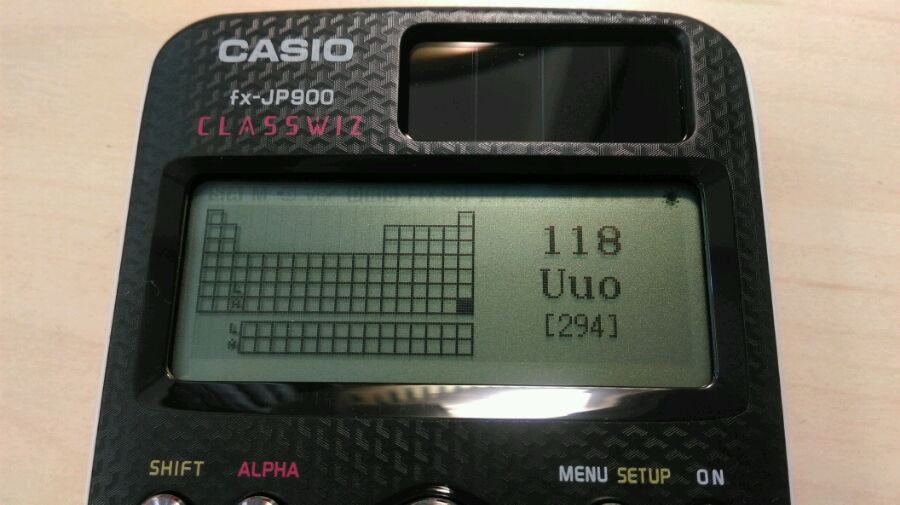 CASIO
fx-JP900
CLASSWIZ
118
Uuo
[294]
SHIFT ALPHA MENU SETUP ON